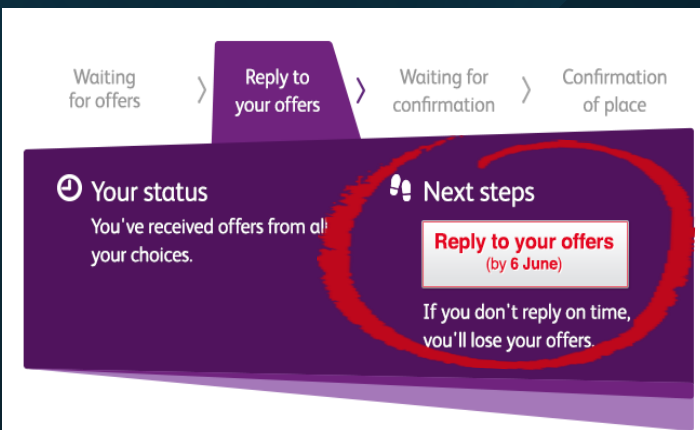 Waiting
for offers
Reply to
your offers
Waiting for
confirmation
Confirmation
of place
Your status
You've received offers from all
your choices.
Next steps
Reply to your offers
(by 6 June)
If you don't reply on time,
you'll lose your offers.